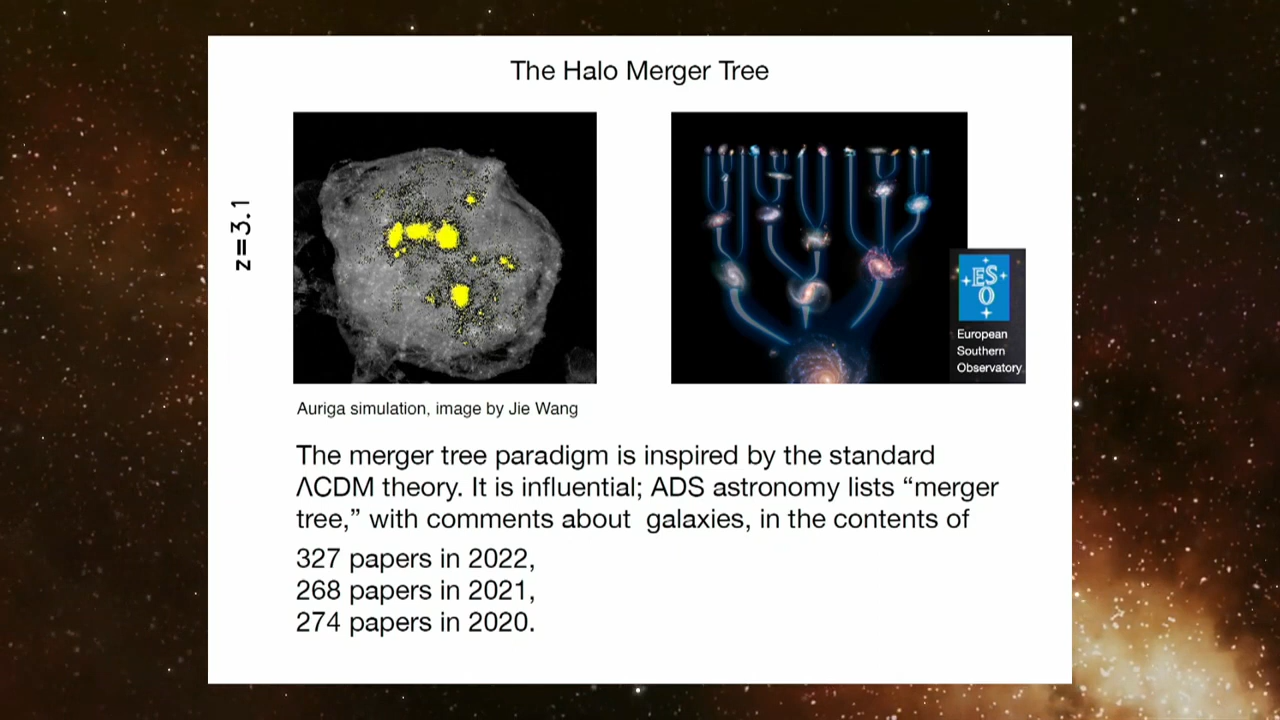 The Halo Merger Tree
z=3.1
ESO
European
Southern
Observatory
Auriga simulation, image by Jie Wang
The merger tree paradigm is inspired by the standard
ΛCDM theory. It is influential; ADS astronomy lists “merger
tree,” with comments about galaxies, in the contents of
327 papers in 2022,
268 papers in 2021,
274 papers in 2020.